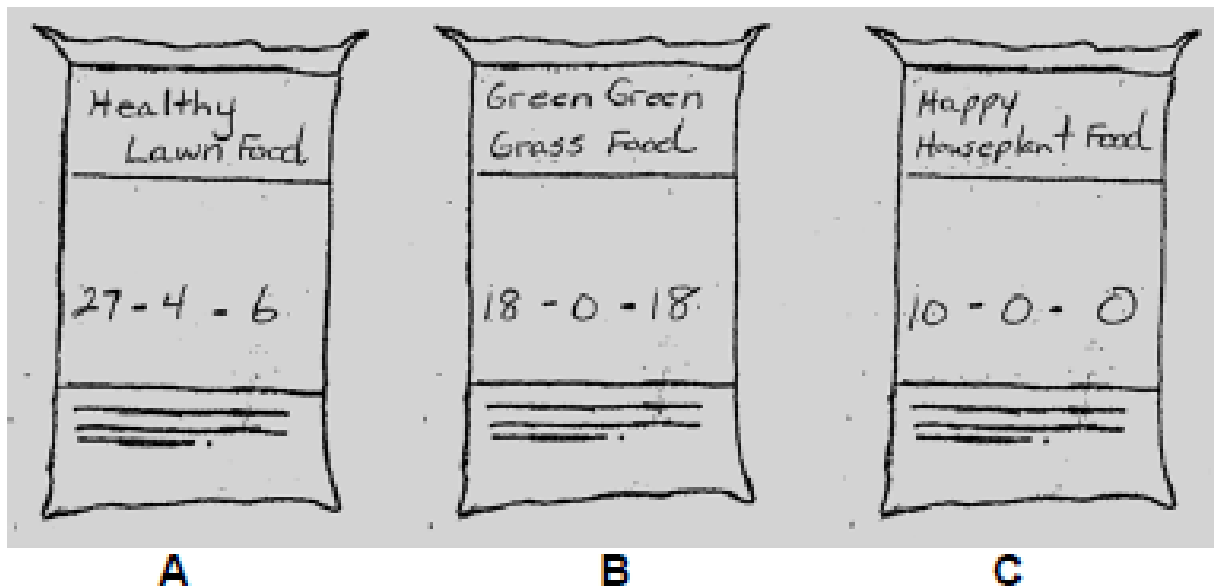 Healthy
Lawn Food
27 - 4 - 6
Green Green
Grass Food
18 - 0 - 18
Happy
Houseplant Food
10 - 0 - 0
A
B
C